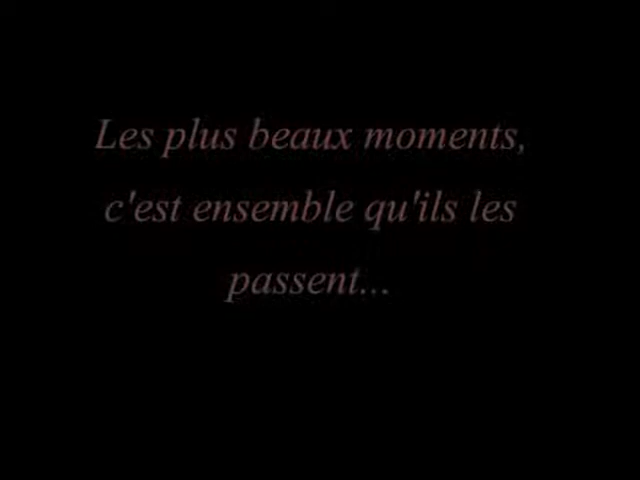 Les plus beaux moments,
c'est ensemble qu'ils les
passent...